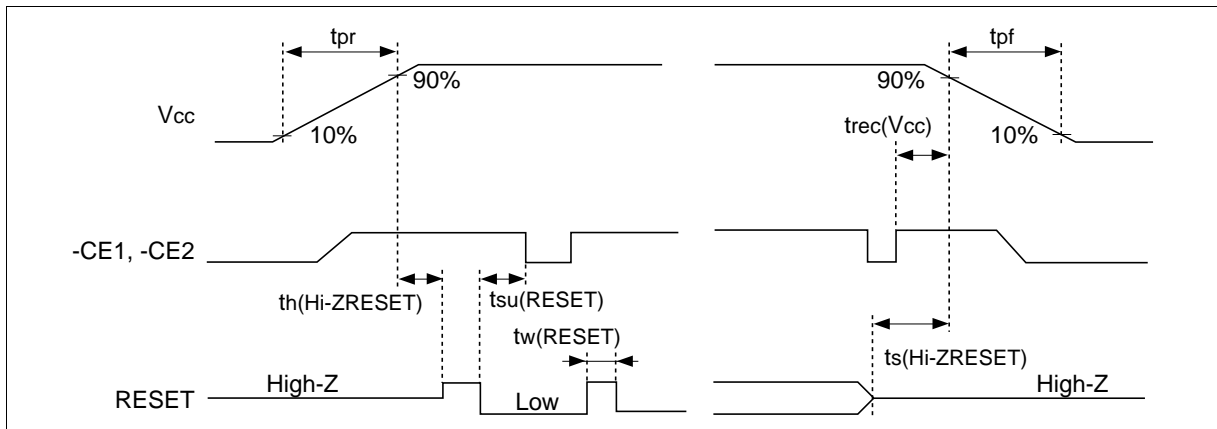 tpr
tpf
90%
90%
Vcc
trec(Vcc)
10%
10%
-CE1, -CE2
th(Hi-ZRESET)
tsu(RESET)
tw(RESET)
ts(Hi-ZRESET)
High-Z
High-Z
RESET
Low